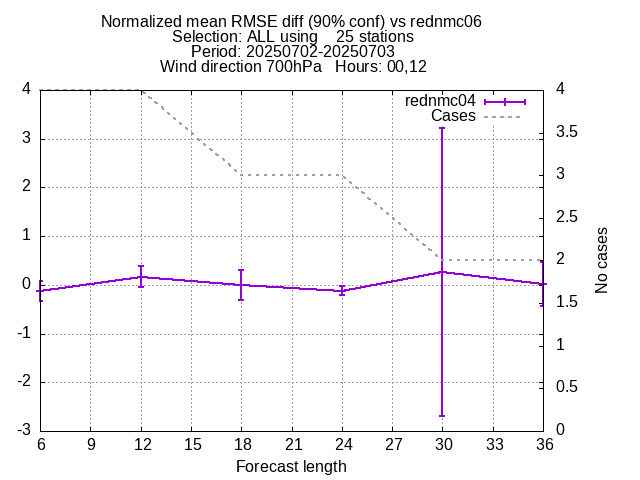 Normalized mean RMSE diff (90% conf) vs rednmc06
Selection: ALL using    25 stations
Period: 20250702-20250703
Wind direction 700hPa   Hours: 00,12
rednmc04
Cases
4
3
2
1
0
-1
-2
-3
4
3.5
3
2.5
2
1.5
1
0.5
0
No cases
6 9 12 15 18 21 24 27 30 33 36
Forecast length